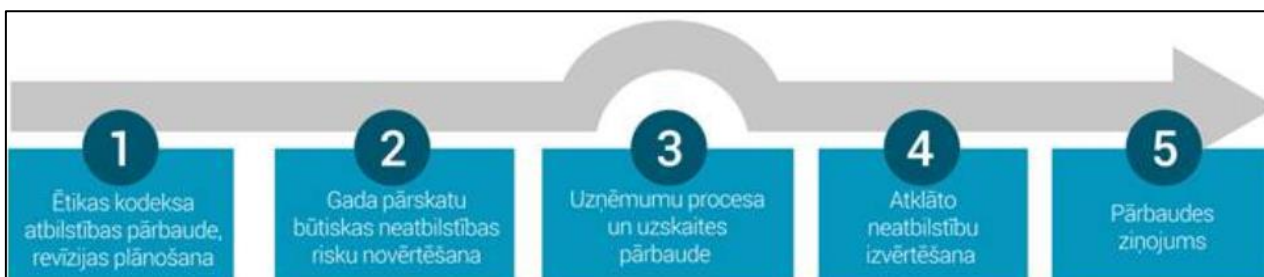 1
Ētikas kodeksa
atbilstības pārbaude,
revīzijas plānošana
2
Gada pārskatu
būtiskas neatbilstības
risku novērtēšana
3
Uzņēmumu procesa
un uzskaites
pārbaude
4
Atklāto
neatbilstību
izvērtēšana
5
Pārbaudes
ziņojums